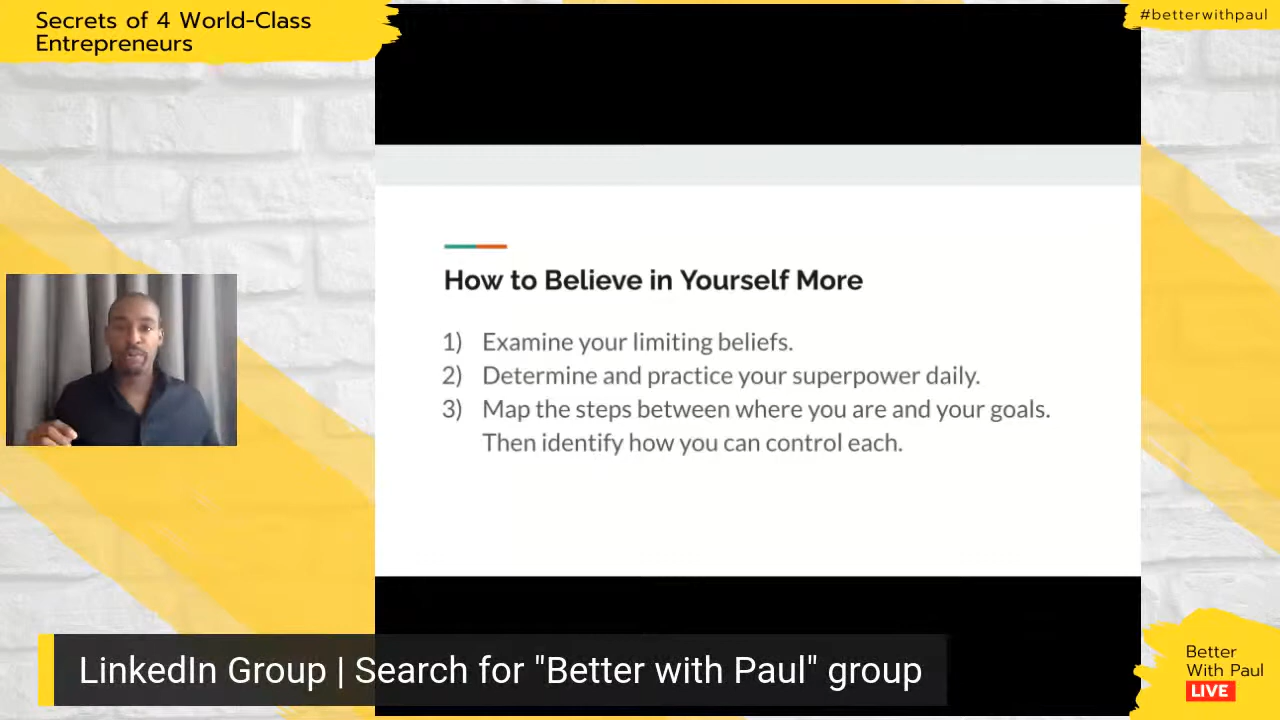 Secrets of 4 World-Class
Entrepreneurs
#betterwithpaul
How to Believe in Yourself More
1) Examine your limiting beliefs.
2) Determine and practice your superpower daily.
3) Map the steps between where you are and your goals.
Then identify how you can control each.
LinkedIn Group | Search for "Better with Paul" group
Better
With Paul
LIVE